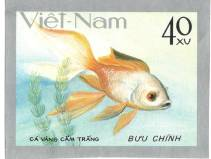 Việt-Nam
40
XU
CÁ VÀNG CẨM TRẮNG
BƯU CHÍNH